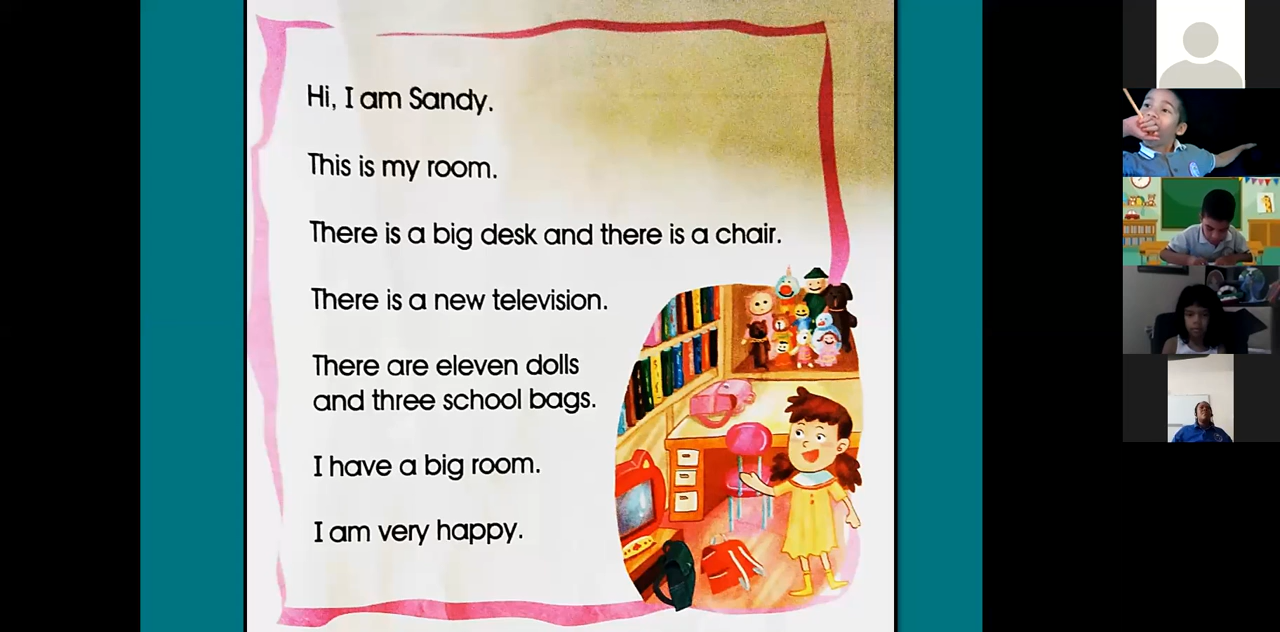 Hi, I am Sandy.
This is my room.
There is a big desk and there is a chair.
There is a new television.
There are eleven dolls
and three school bags.
I have a big room.
I am very happy.